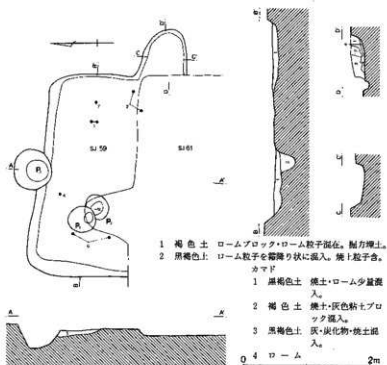 D'
C
C'
B'
D
D
D'
SJ 59
SJ 61
A
P₁
A'
C
C'
B
B'
1 褐色土 ロームブロック・ローム粒子混在。掘方埋土。
2 黒褐色土 ローム粒子を霜降り状に混入。焼土粒子含。
カマド
1 黒褐色土 焼土・ローム少量混
入。
2 褐色土 焼土・灰色粘土ブロ
ック混入。
3 黒褐色土 灰・炭化物・焼土混
入。
4 ローム
A
A'
0 2m